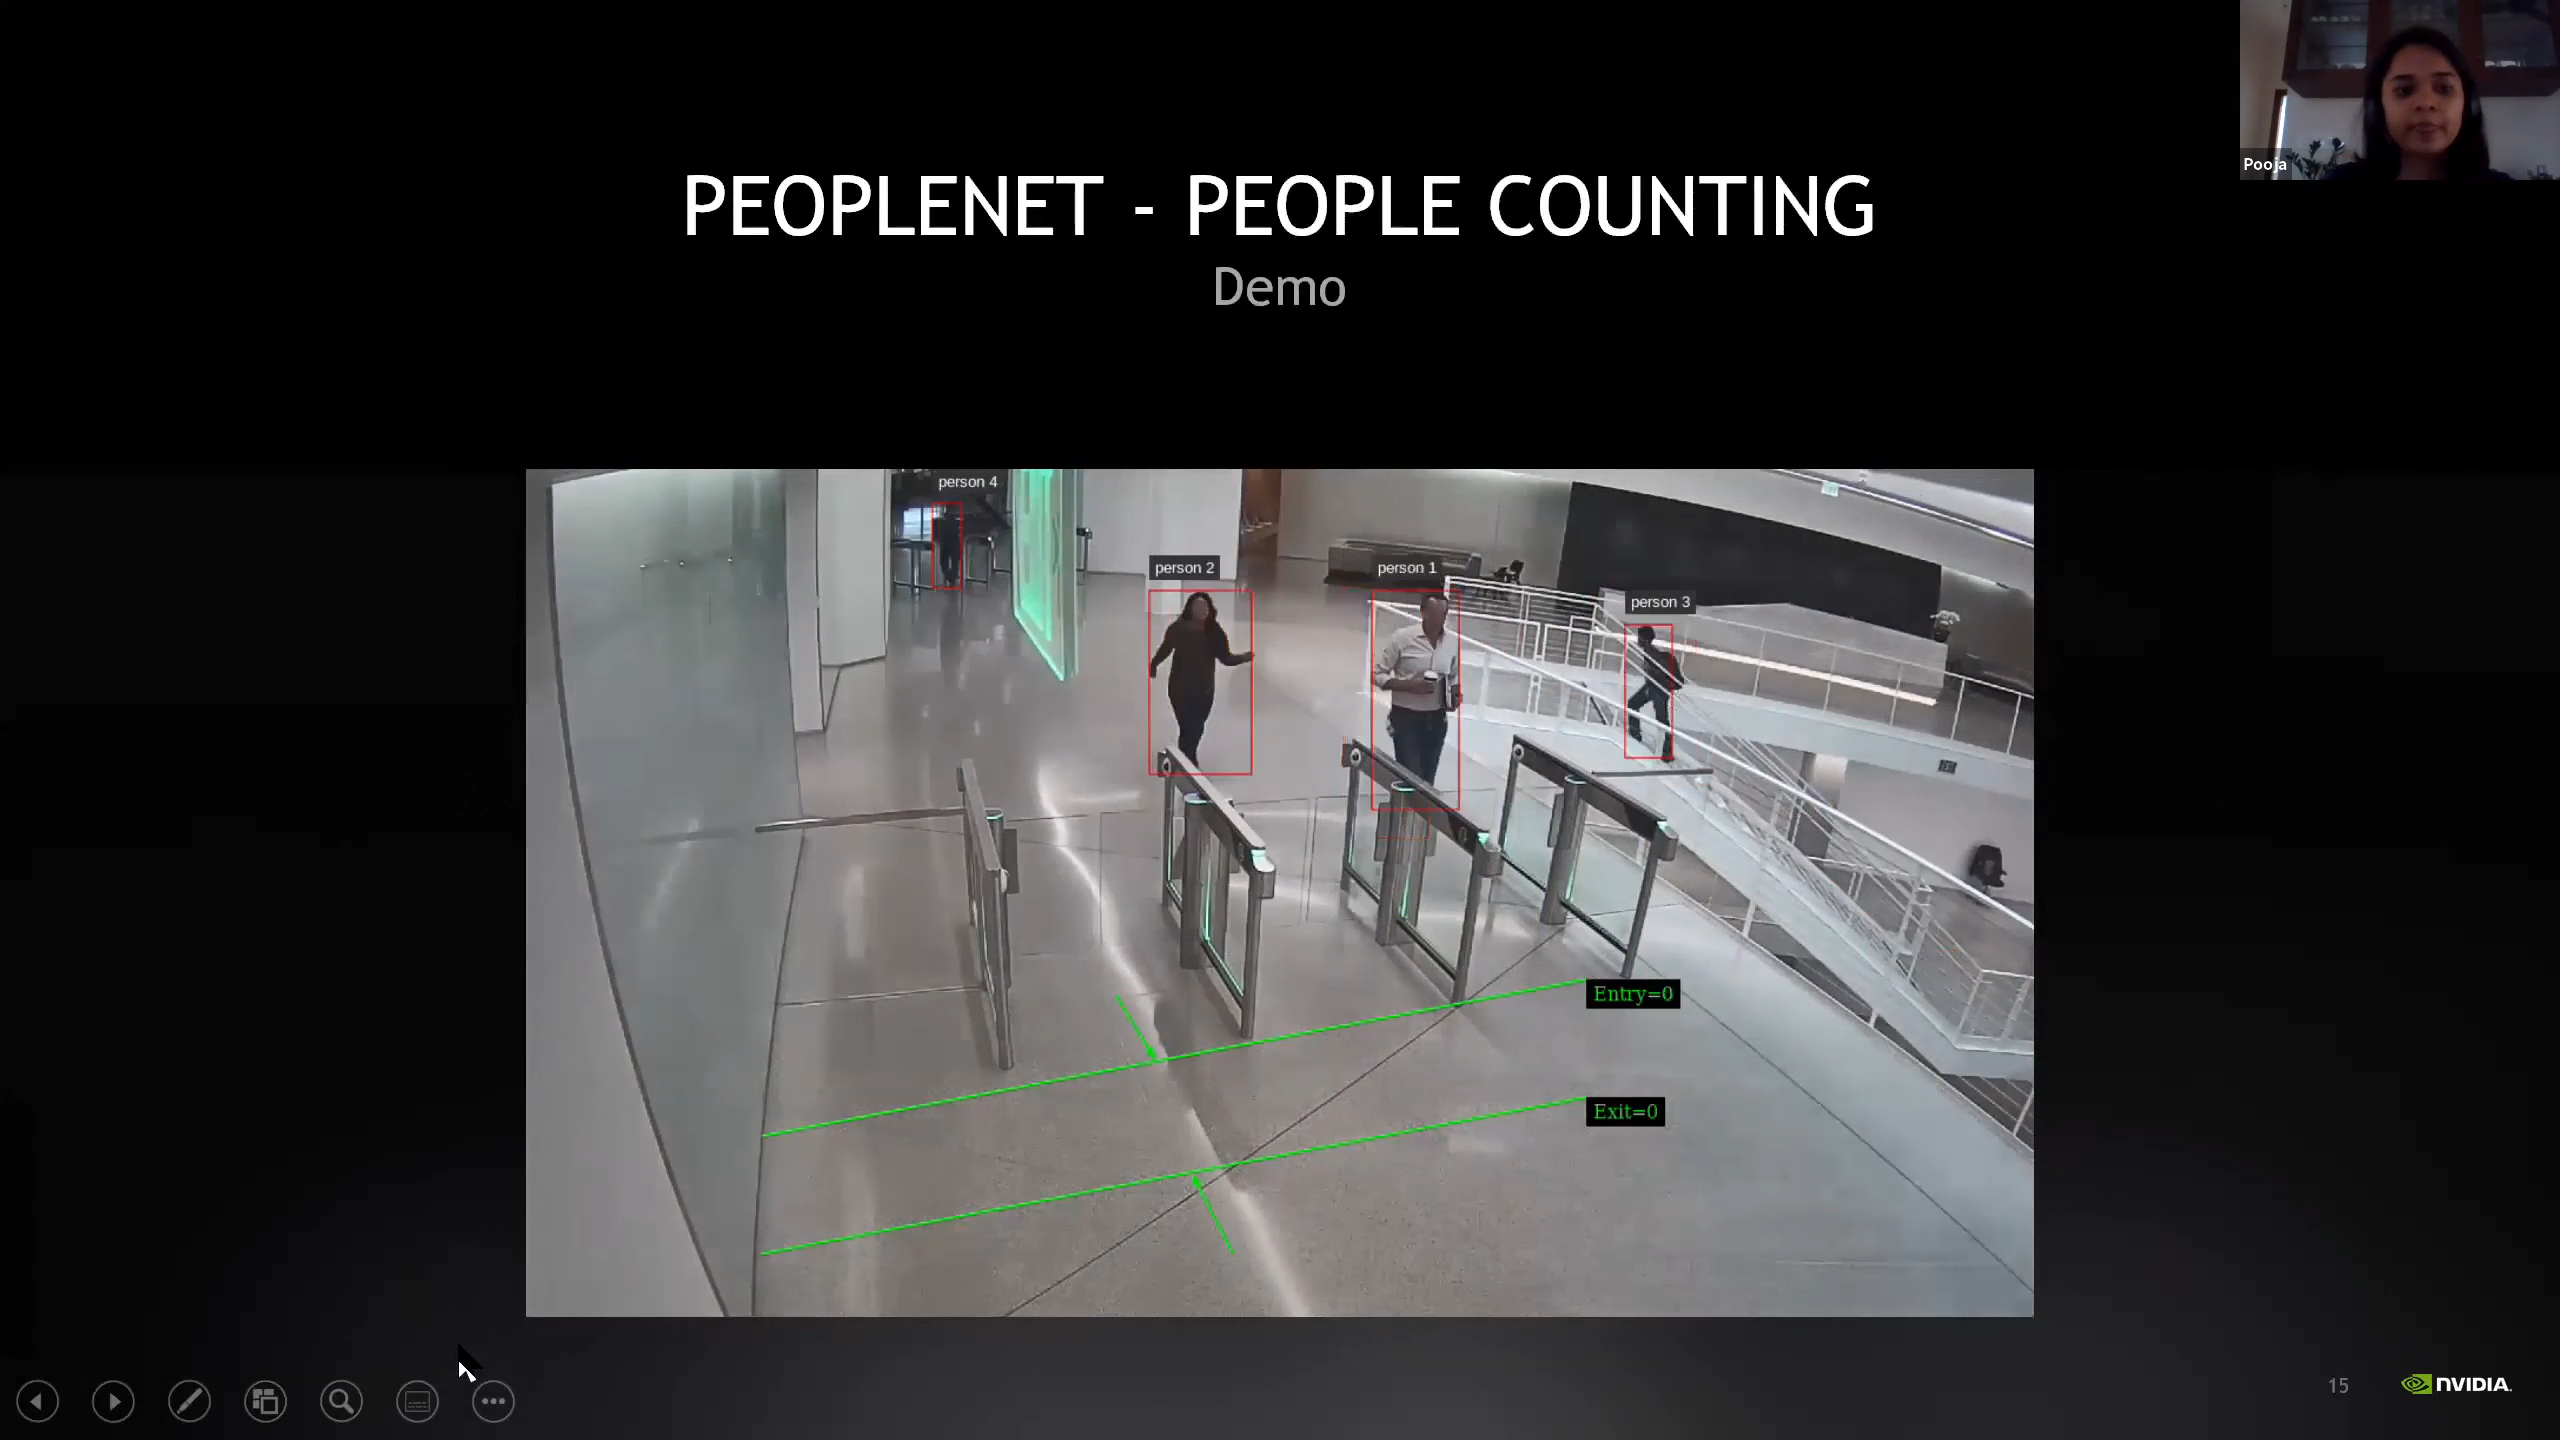 Pooja
PEOPLENET - PEOPLE COUNTING
Demo
person 4
person 2
person 1
person 3
Entry=0
Exit=0
15
NVIDIA.